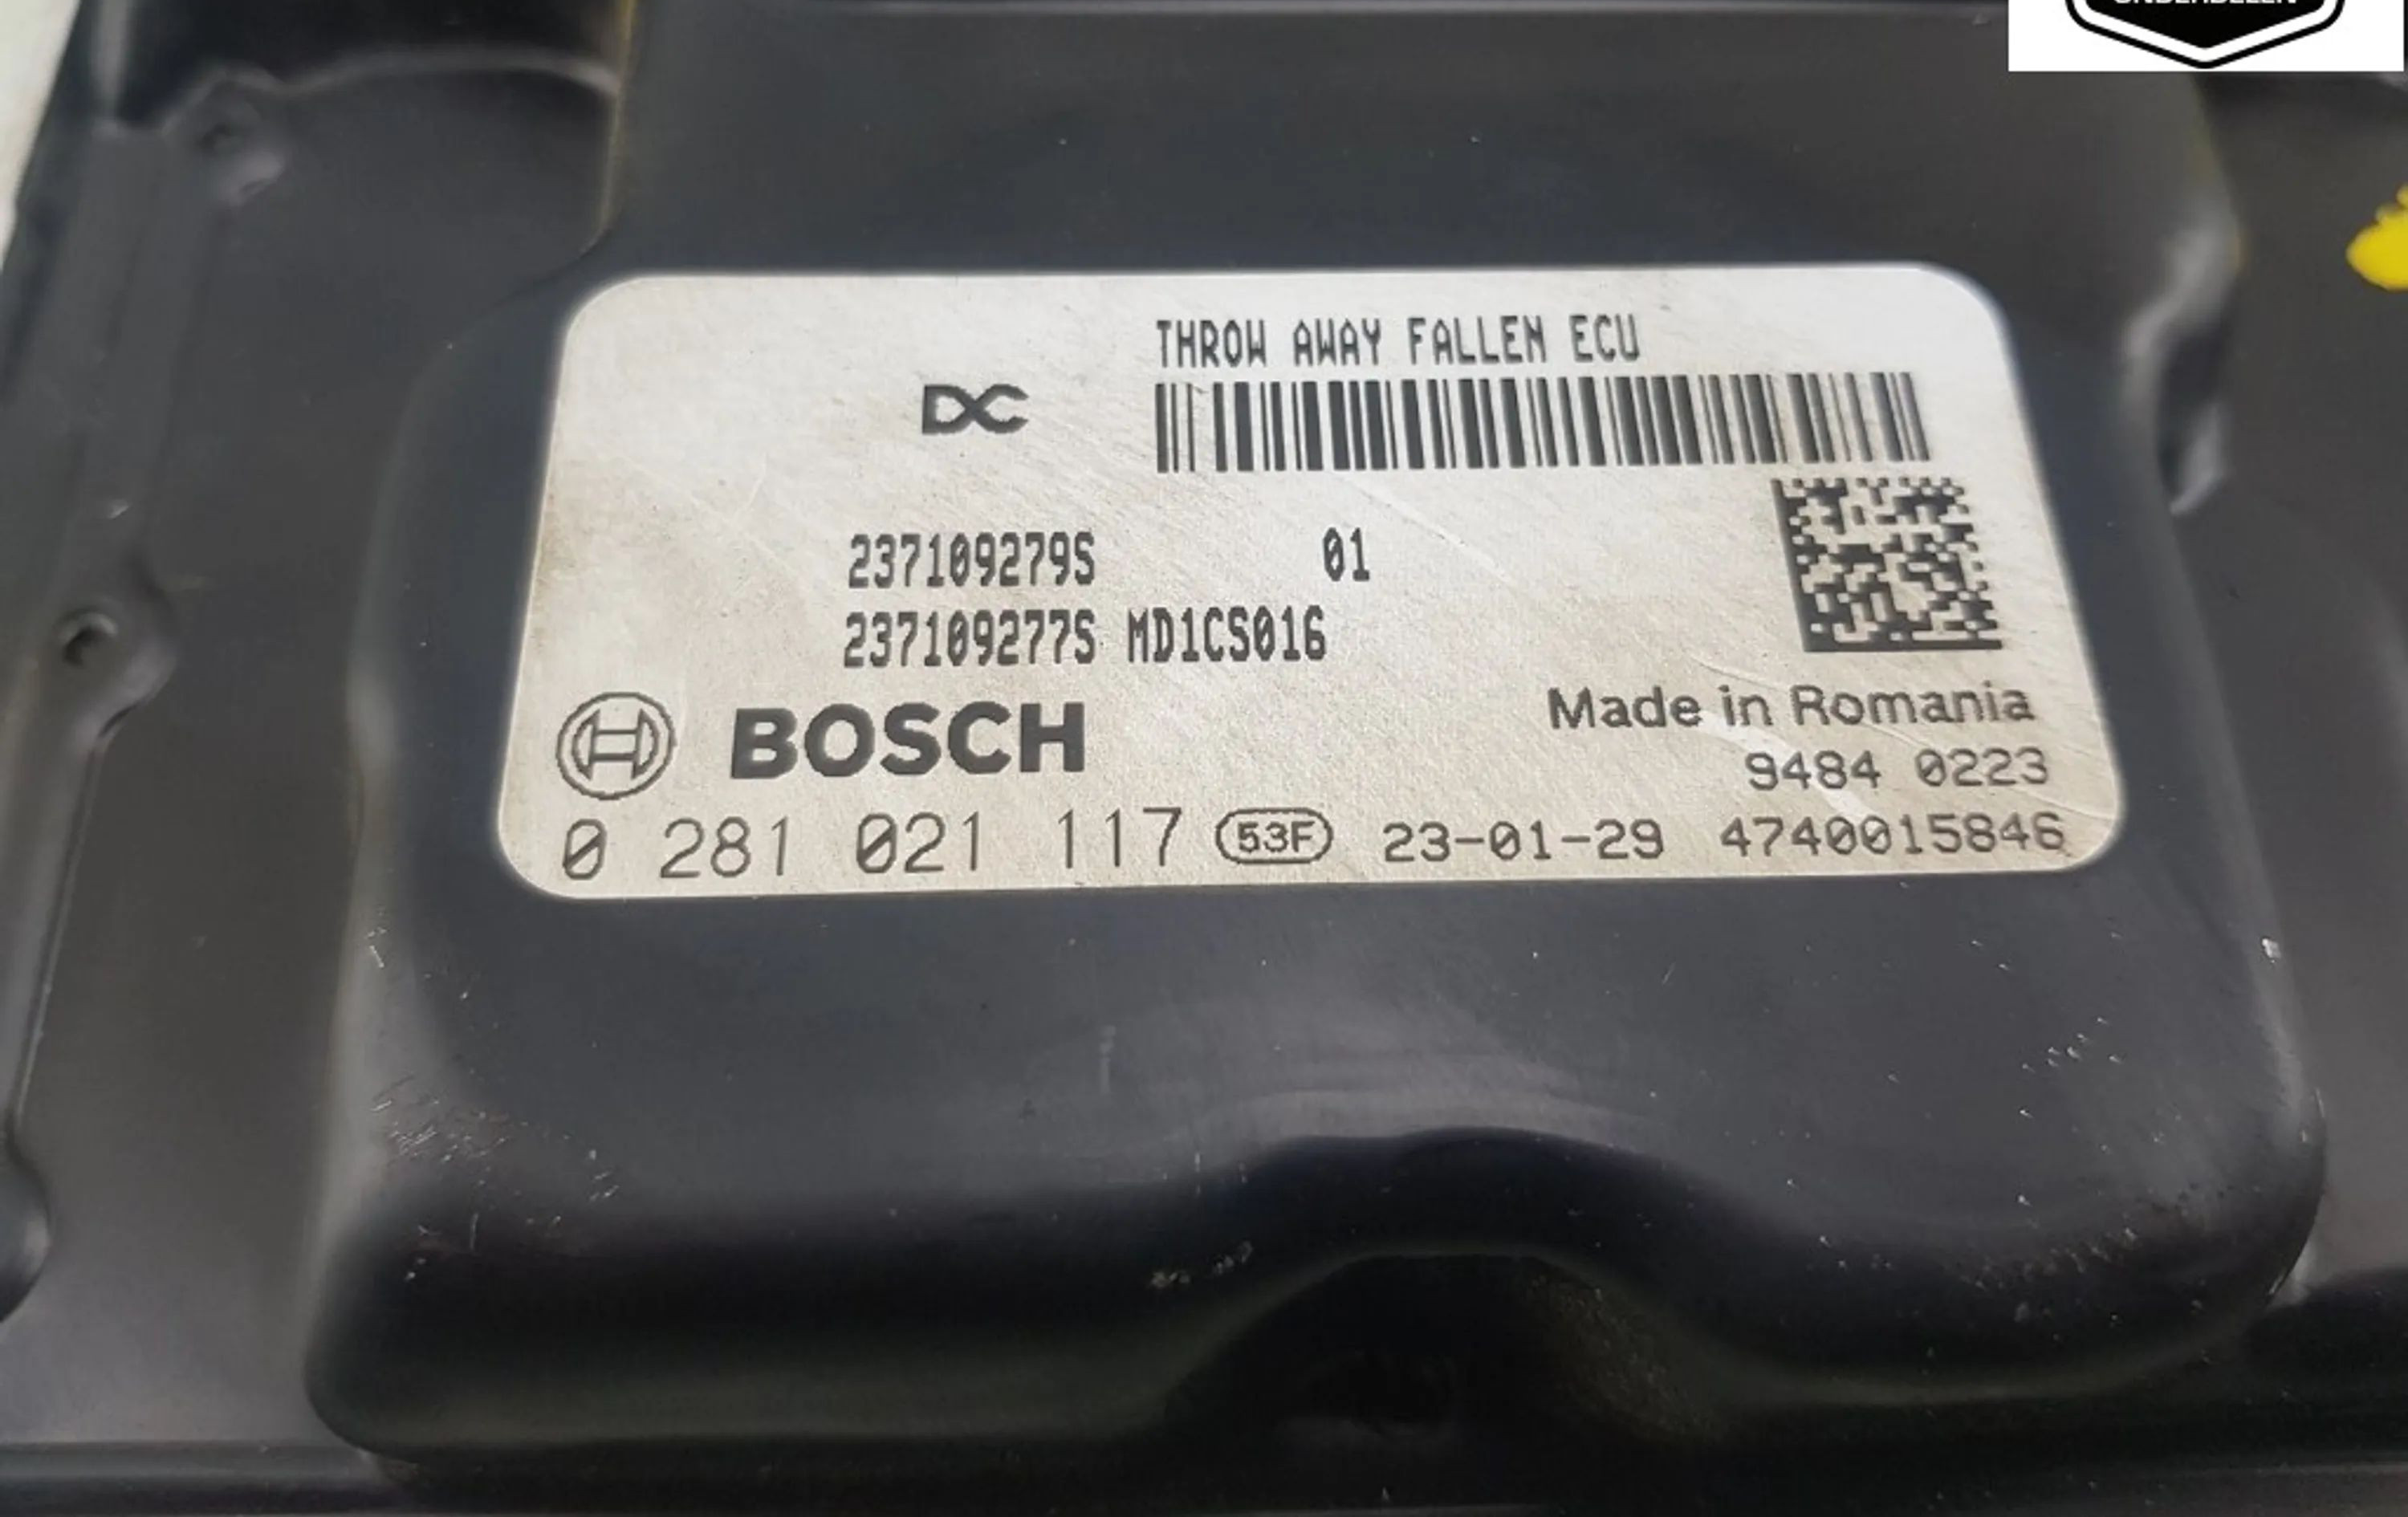 ONDERDELEN
THROW AWAY FALLEN ECU
DC
237109279S 01
237109277S MD1CS016
BOSCH
Made in Romania
9484 0223
0 281 021 117 53F 23-01-29 4740015846